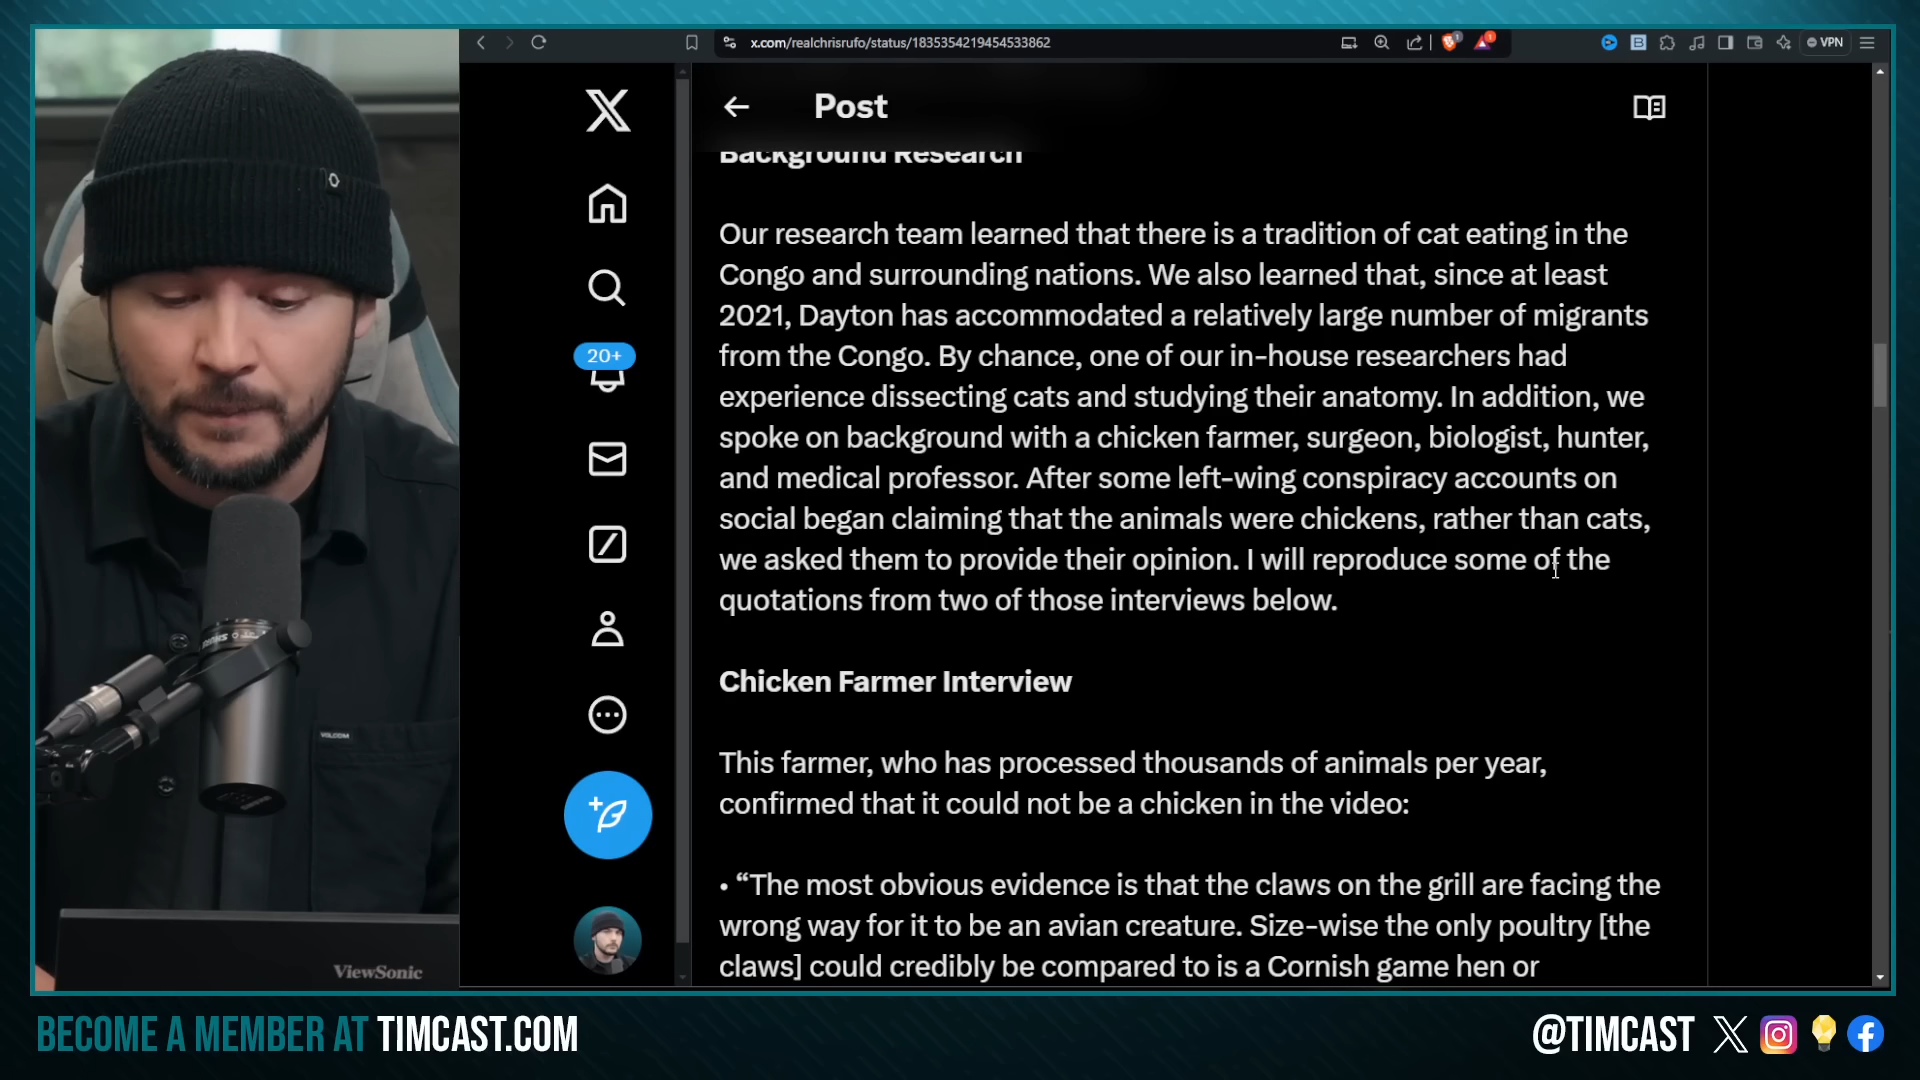 x.com/realchrisrufo/status/1835354219454533862
VPN
Post
Background Research
Our research team learned that there is a tradition of cat eating in the
Congo and surrounding nations. We also learned that, since at least
2021, Dayton has accommodated a relatively large number of migrants
from the Congo. By chance, one of our in-house researchers had
experience dissecting cats and studying their anatomy. In addition, we
spoke on background with a chicken farmer, surgeon, biologist, hunter,
and medical professor. After some left-wing conspiracy accounts on
social began claiming that the animals were chickens, rather than cats,
we asked them to provide their opinion. I will reproduce some of the
quotations from two of those interviews below.
Chicken Farmer Interview
This farmer, who has processed thousands of animals per year,
confirmed that it could not be a chicken in the video:
• “The most obvious evidence is that the claws on the grill are facing the
wrong way for it to be an avian creature. Size-wise the only poultry [the
claws] could credibly be compared to is a Cornish game hen or
20+
VOLCOM
ViewSonic
BECOME A MEMBER AT TIMCAST.COM
@TIMCAST